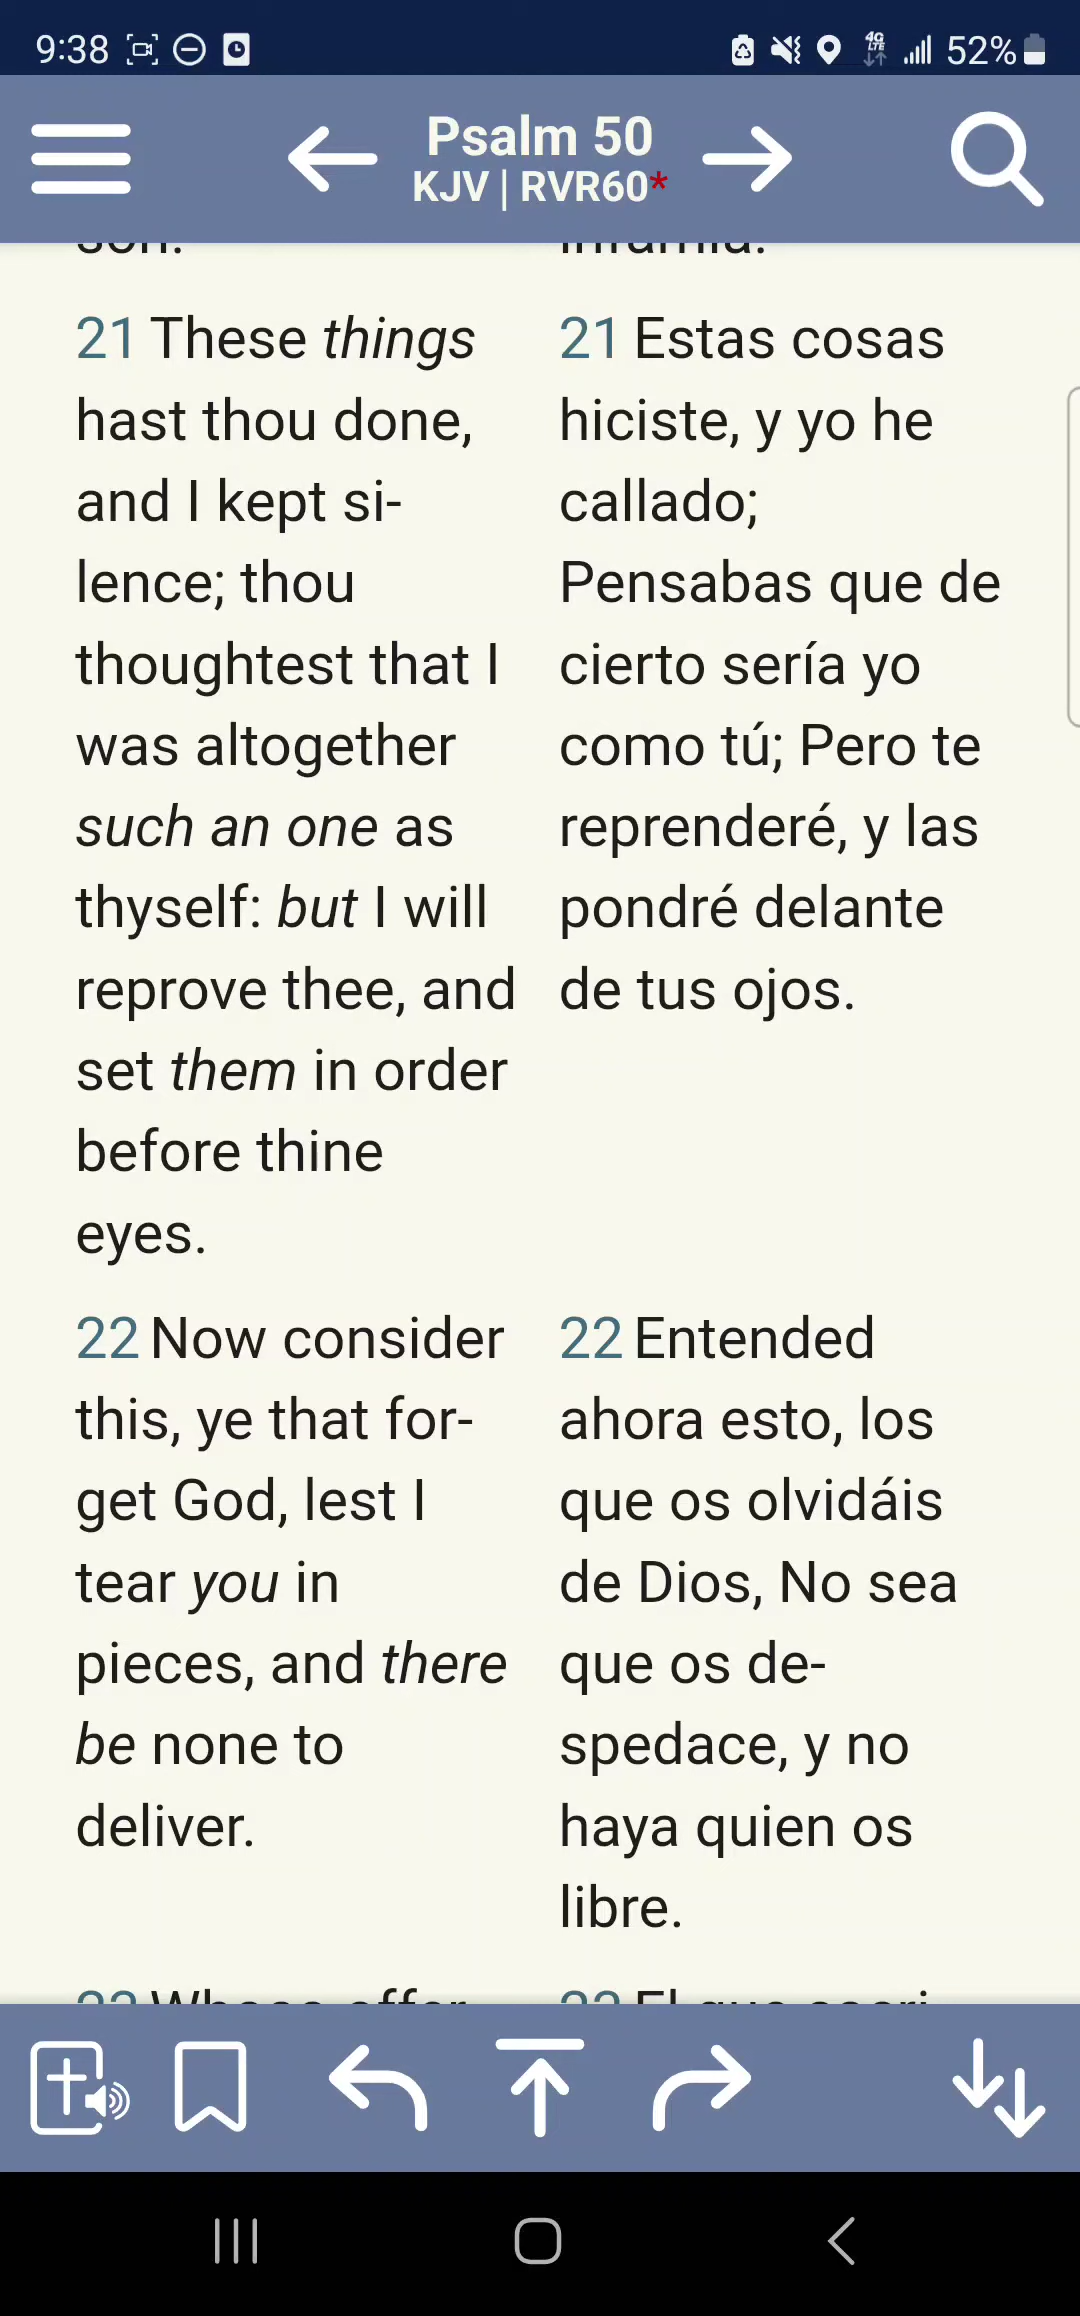 9:38
4G LTE 52%
Psalm 50
KJV | RVR60*
son.
21 These things
hast thou done,
and I kept si-
lence; thou
thoughtest that I
was altogether
such an one as
thyself: but I will
reprove thee, and
set them in order
before thine
eyes.
22 Now consider
this, ye that for-
get God, lest I
tear you in
pieces, and there
be none to
deliver.
infamia.
21 Estas cosas
hiciste, y yo he
callado;
Pensabas que de
cierto sería yo
como tú; Pero te
reprenderé, y las
pondré delante
de tus ojos.
22 Entended
ahora esto, los
que os olvidáis
de Dios, No sea
que os de-
spedace, y no
haya quien os
libre.